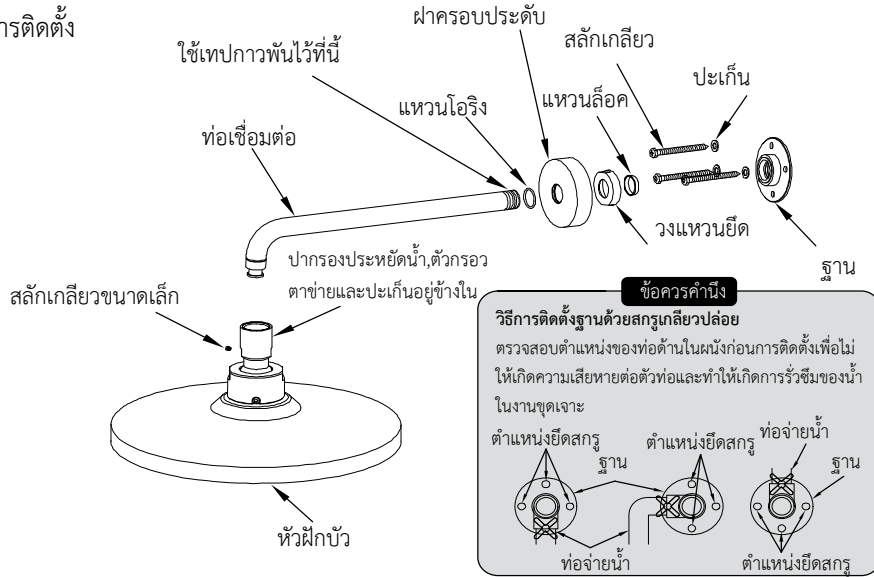 การติดตั้ง
ฝาครอบประดับ
สลักเกลียว
ใช้เทปกาวพันไว้ที่นี่
ปะเก็น
แหวนโอริง
แหวนล็อค
ท่อเชื่อมต่อ
วงแหวนยึด
ฐาน
ปากรองประหยัดน้ำ,ตัวกรอว
ตาข่ายและปะเก็นอยู่ข้างใน
สลักเกลียวขนาดเล็ก
หัวฝักบัว
ข้อควรคำนึง
วิธีการติดตั้งฐานด้วยสกรูเกลียวปล่อย
ตรวจสอบตำแหน่งของท่อด้านในผนังก่อนการติดตั้งเพื่อไม่
ให้เกิดความเสียหายต่อตัวท่อและทำให้เกิดการรั่วซึมของน้ำ
ในงานขุดเจาะ
ตำแหน่งยึดสกรู
ฐาน
ตำแหน่งยึดสกรู
ท่อจ่ายน้ำ
ฐาน
ท่อจ่ายน้ำ
ตำแหน่งยึดสกรู